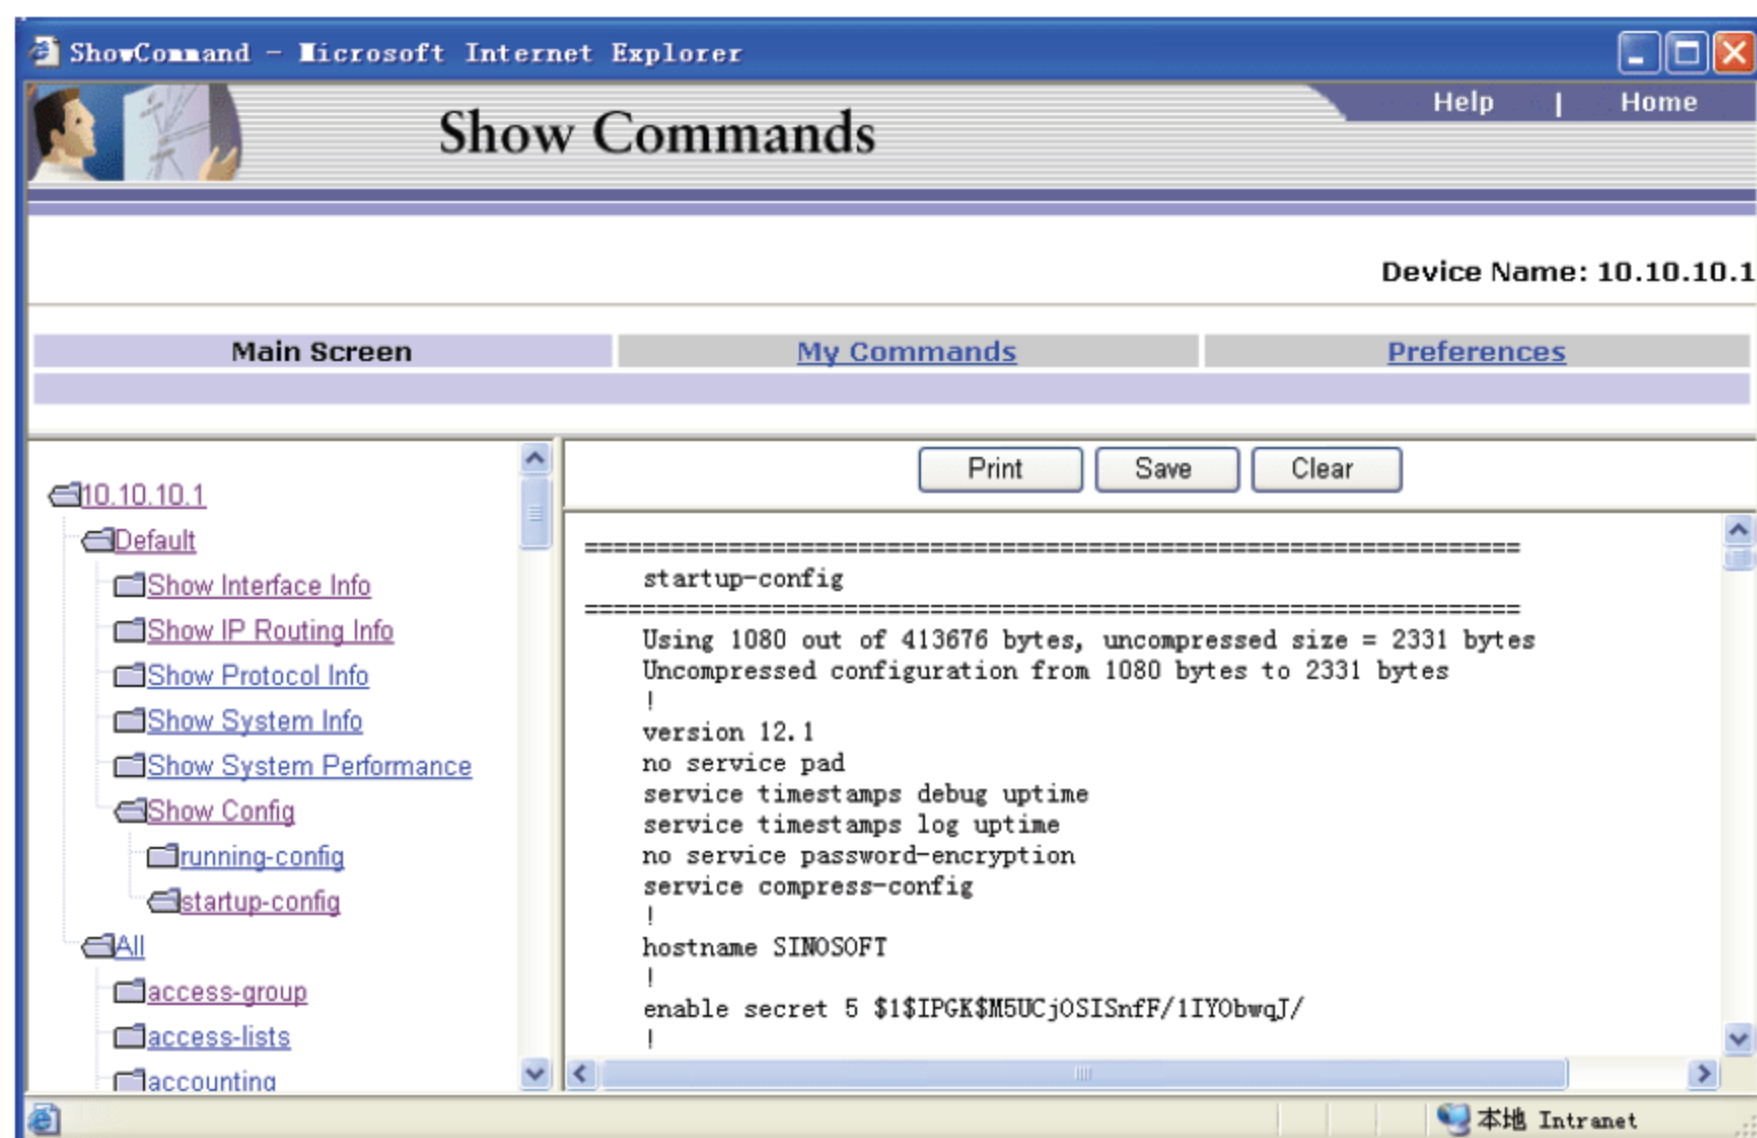 ShowCommand - Microsoft Internet Explorer
Help | Home
Show Commands
Device Name: 10.10.10.1
Main Screen
My Commands
Preferences
10.10.10.1
Default
Show Interface Info
Show IP Routing Info
Show Protocol Info
Show System Info
Show System Performance
Show Config
running-config
startup-config
All
access-group
access-lists
accounting
Print
Save
Clear
=================================================================
startup-config
=================================================================
Using 1080 out of 413676 bytes, uncompressed size = 2331 bytes
Uncompressed configuration from 1080 bytes to 2331 bytes
!
version 12.1
no service pad
service timestamps debug uptime
service timestamps log uptime
no service password-encryption
service compress-config
!
hostname SINOSOFT
!
enable secret 5 $1$IPGK$M5UCjOSISnfF/1IYObwqJ/
!
本地 Intranet